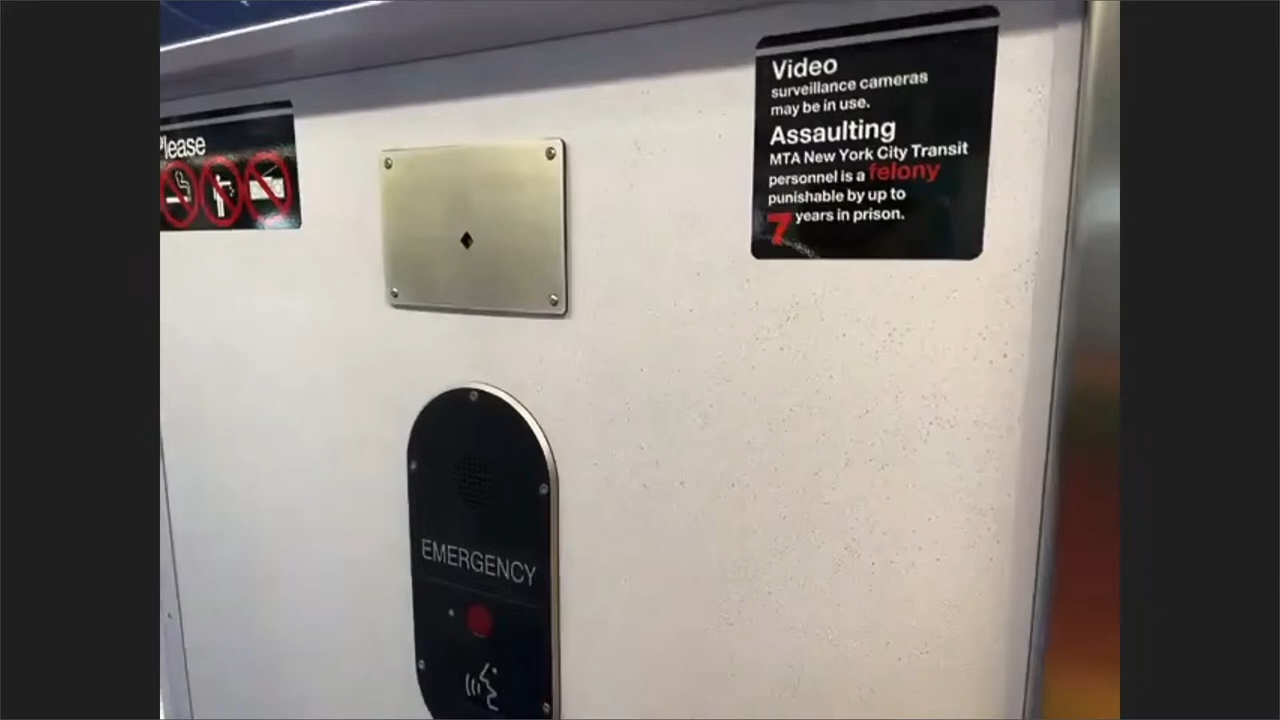 Please
Video
surveillance cameras
may be in use.
Assaulting
MTA New York City Transit
personnel is a felony
punishable by up to
7 years in prison.
EMERGENCY